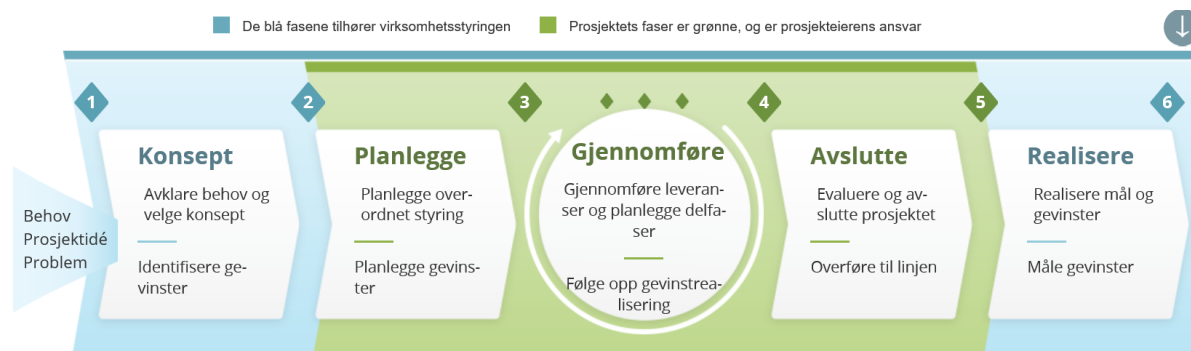 De blå fasene tilhører virksomhetsstyringen
Prosjektets faser er grønne, og er prosjekteierens ansvar
1
2
3
4
5
6
Behov
Prosjektidé
Problem
Konsept
Avklare behov og
velge konsept
Identifisere ge-
vinster
Planlegge
Planlegge over-
ordnet styring
Planlegge gevins-
ter
Gjennomføre
Gjennomføre leveran-
ser og planlegge delfa-
ser
Følge opp gevinstrea-
lisering
Avslutte
Evaluere og av-
slutte prosjektet
Overføre til linjen
Realisere
Realisere mål og
gevinster
Måle gevinster